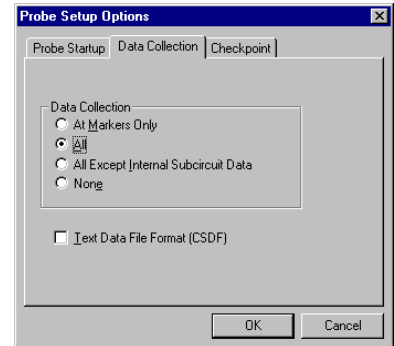 Probe Setup Options
Probe Startup Data Collection Checkpoint
Data Collection
At Markers Only
All
All Except Internal Subcircuit Data
None
Text Data File Format (CSDF)
OK Cancel